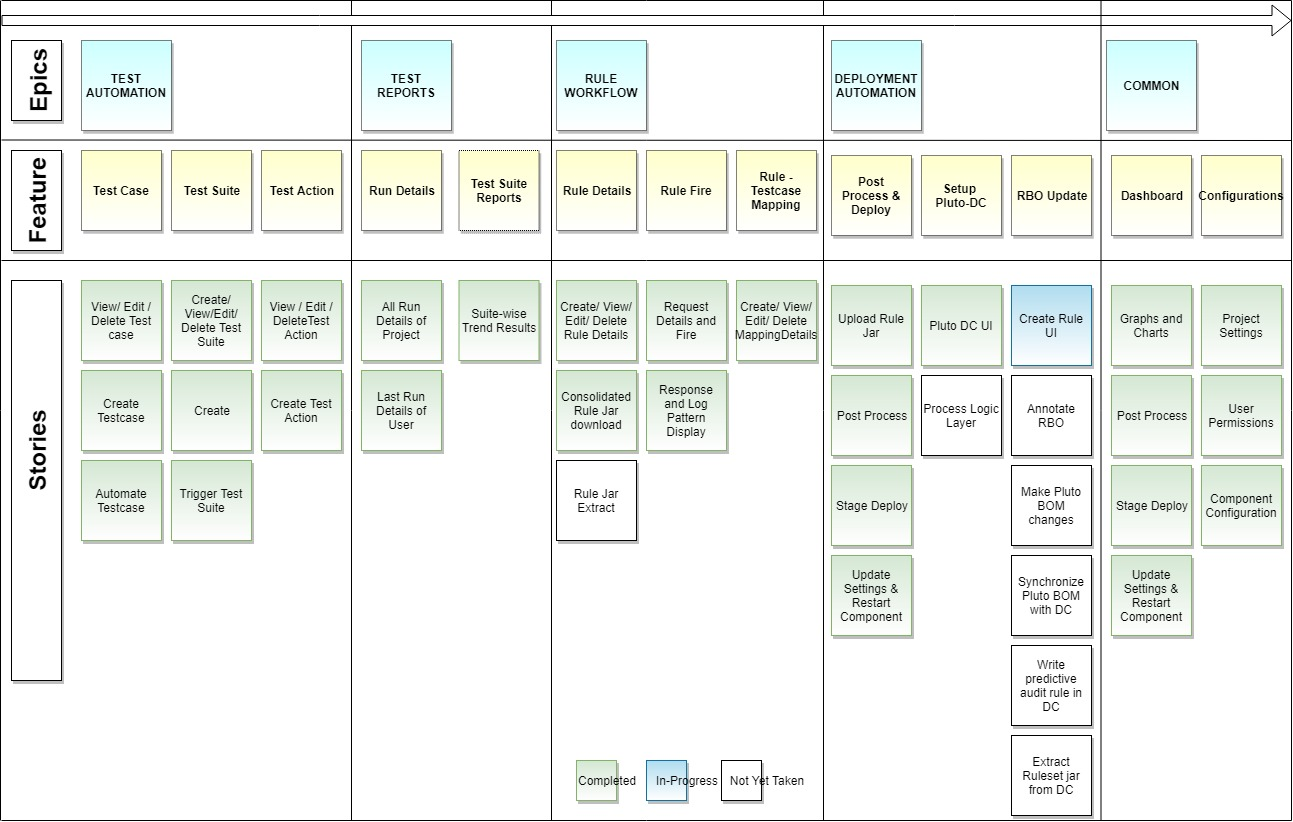 Epics
TEST
AUTOMATION
TEST
REPORTS
RULE
WORKFLOW
DEPLOYMENT
AUTOMATION
COMMON
Feature
Test Case
Test Suite
Test Action
Run Details
Test Suite
Reports
Rule Details
Rule Fire
Rule -
Testcase
Mapping
Post
Process &
Deploy
Setup
Pluto-DC
RBO Update
Dashboard
Configurations
Stories
View/ Edit /
Delete Test
case
Create/
View/Edit/
Delete Test
Suite
View / Edit /
DeleteTest
Action
All Run
Details of
Project
Suite-wise
Trend Results
Create/ View/
Edit/ Delete
Rule Details
Request
Details and
Fire
Create/ View/
Edit/ Delete
MappingDetails
Upload Rule
Jar
Pluto DC UI
Create Rule
UI
Graphs and
Charts
Project
Settings
Create
Testcase
Create
Create Test
Action
Last Run
Details of
User
Consolidated
Rule Jar
download
Response
and Log
Pattern
Display
Post Process
Process Logic
Layer
Annotate
RBO
Post Process
User
Permissions
Automate
Testcase
Trigger Test
Suite
Rule Jar
Extract
Stage Deploy
Make Pluto
BOM
changes
Stage Deploy
Component
Configuration
Update
Settings &
Restart
Component
Synchronize
Pluto BOM
with DC
Update
Settings &
Restart
Component
Write
predictive
audit rule in
DC
Extract
Ruleset jar
from DC
Completed
In-Progress
Not Yet Taken